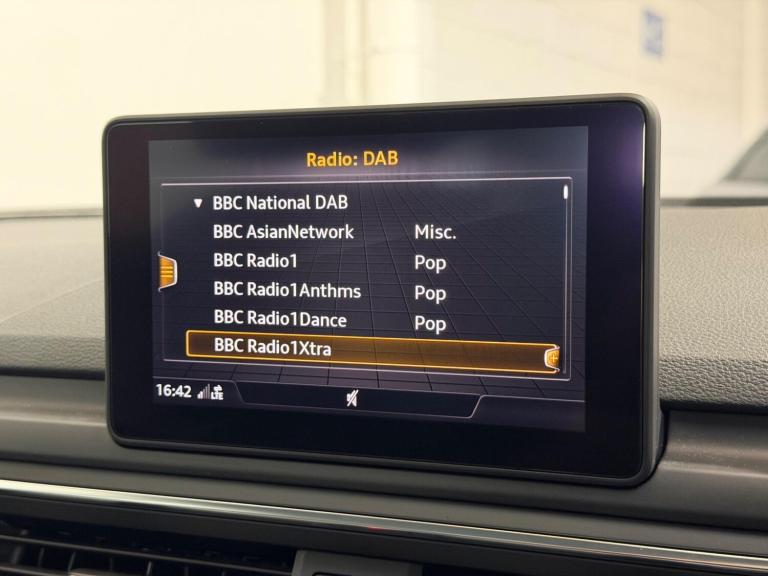 Radio: DAB
BBC National DAB
BBC AsianNetwork Misc.
BBC Radio1 Pop
BBC Radio1Anthms Pop
BBC Radio1Dance Pop
BBC Radio1Xtra
16:42 LTE